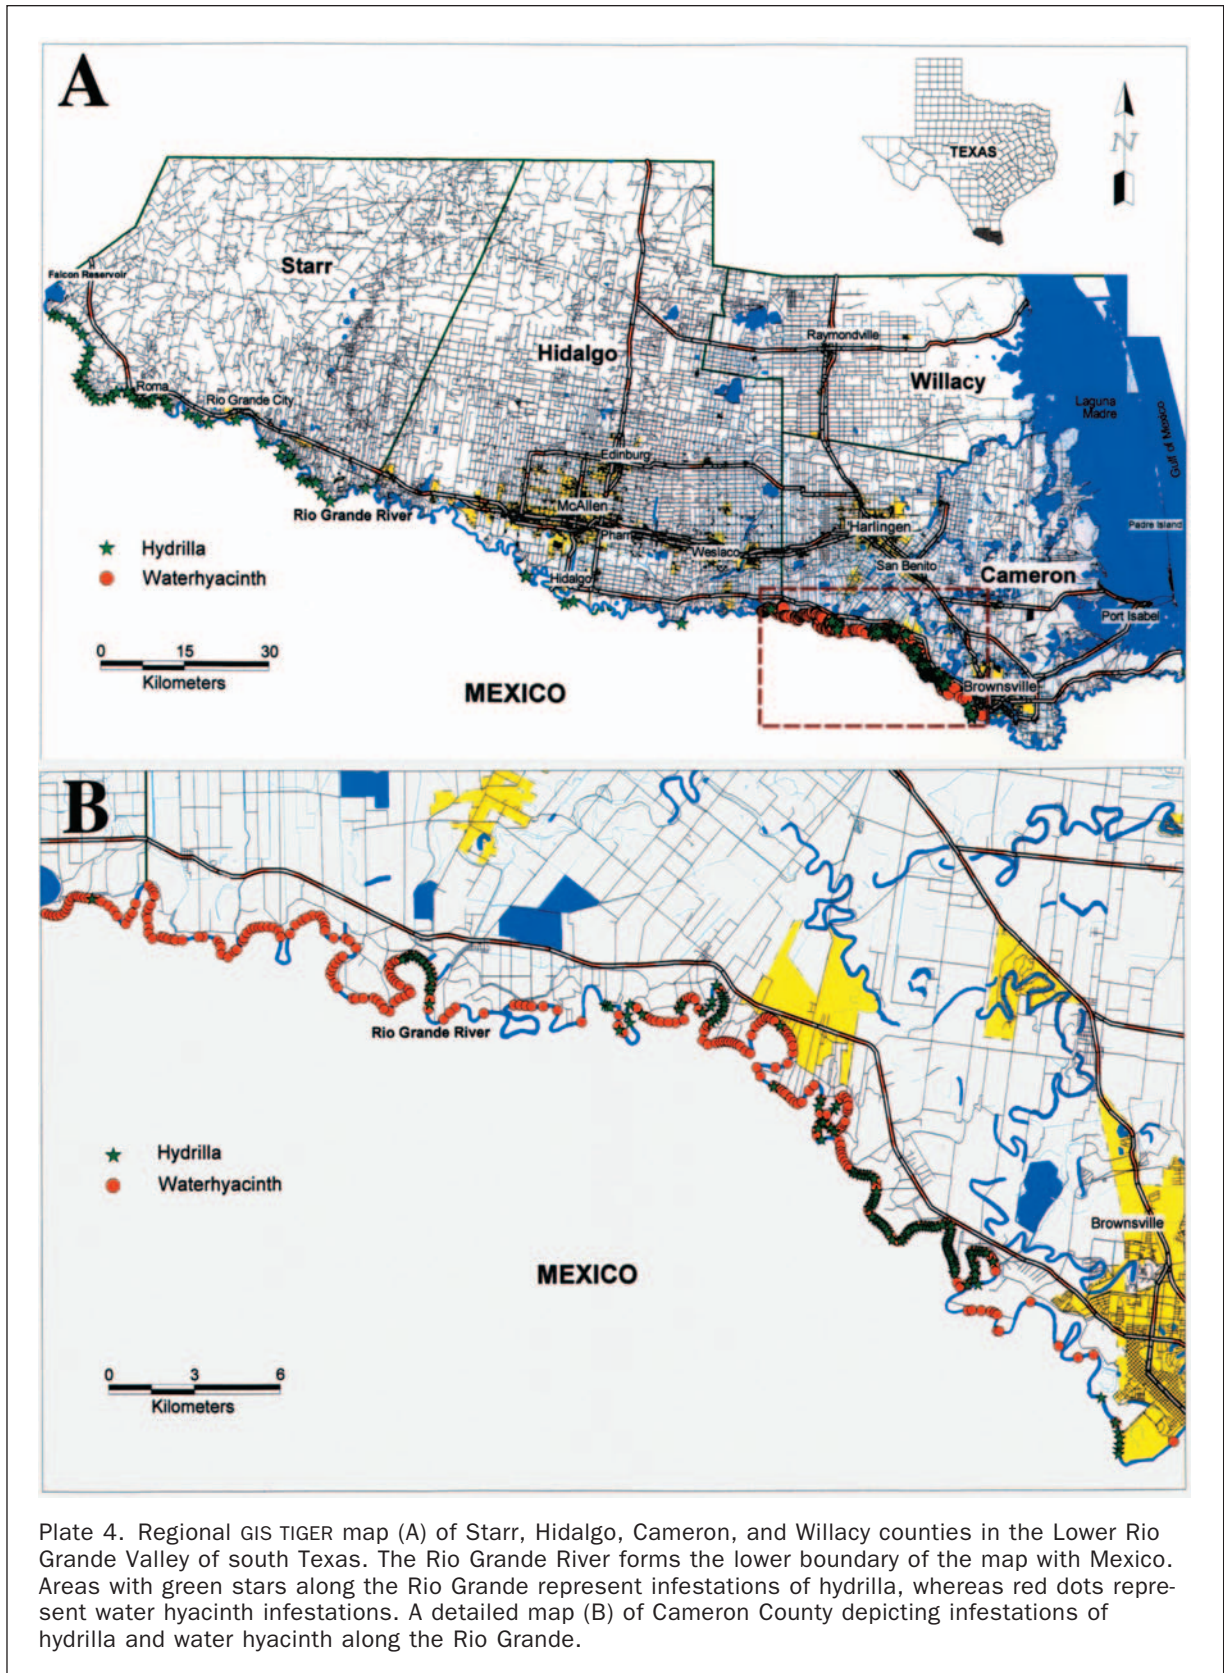 A
TEXAS
N
Starr
Falcon Reservoir
Hidalgo
Raymondville
Willacy
Laguna
Madre
Gulf of Mexico
Roma
Rio Grande City
Edinburg
McAllen
Rio Grande River
Pharr
Harlingen
Padre Island
Weslaco
San Benito
Hydrilla
Cameron
Waterhyacinth
Hidalgo
Port Isabel
0 15 30
Kilometers
MEXICO
Brownsville
B
Rio Grande River
Hydrilla
Waterhyacinth
Brownsville
MEXICO
0 3 6
Kilometers
Plate 4. Regional GIS TIGER map (A) of Starr, Hidalgo, Cameron, and Willacy counties in the Lower Rio
Grande Valley of south Texas. The Rio Grande River forms the lower boundary of the map with Mexico.
Areas with green stars along the Rio Grande represent infestations of hydrilla, whereas red dots repre-
sent water hyacinth infestations. A detailed map (B) of Cameron County depicting infestations of
hydrilla and water hyacinth along the Rio Grande.